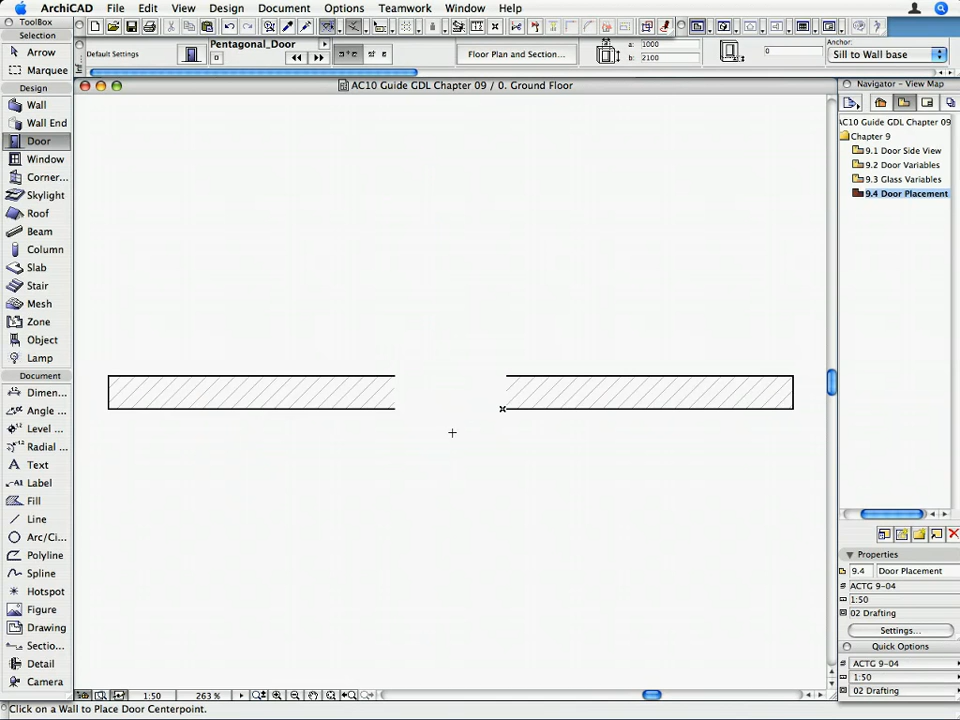 ArchiCAD File Edit View Design Document Options Teamwork Window Help
ToolBox
Selection
Arrow
Marquee
Design
Wall
Wall End
Door
Window
Corner...
Skylight
Roof
Beam
Column
Slab
Stair
Mesh
Zone
Object
Lamp
Document
Dimen...
Angle ...
Level ...
Radial ...
Text
Label
Fill
Line
Arc/Ci...
Polyline
Spline
Hotspot
Figure
Drawing
Sectio...
Detail
Camera
Default Settings
Pentagonal_Door
Floor Plan and Section...
a: 1000
b: 2100
0
Anchor:
Sill to Wall base
AC10 Guide GDL Chapter 09 / 0. Ground Floor
Navigator - View Map
AC10 Guide GDL Chapter 09
Chapter 9
9.1 Door Side View
9.2 Door Variables
9.3 Glass Variables
9.4 Door Placement
Properties
9.4 Door Placement
ACTG 9-04
1:50
02 Drafting
Settings...
Quick Options
ACTG 9-04
1:50
02 Drafting
1:50 263 %
Click on a Wall to Place Door Centerpoint.